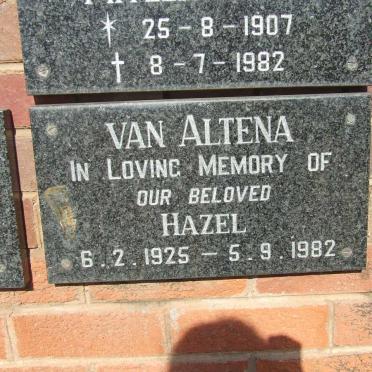 25-8-1907
8-7-1982
VAN ALTENA
IN LOVING MEMORY OF
OUR BELOVED
HAZEL
6.2.1925 - 5.9.1982